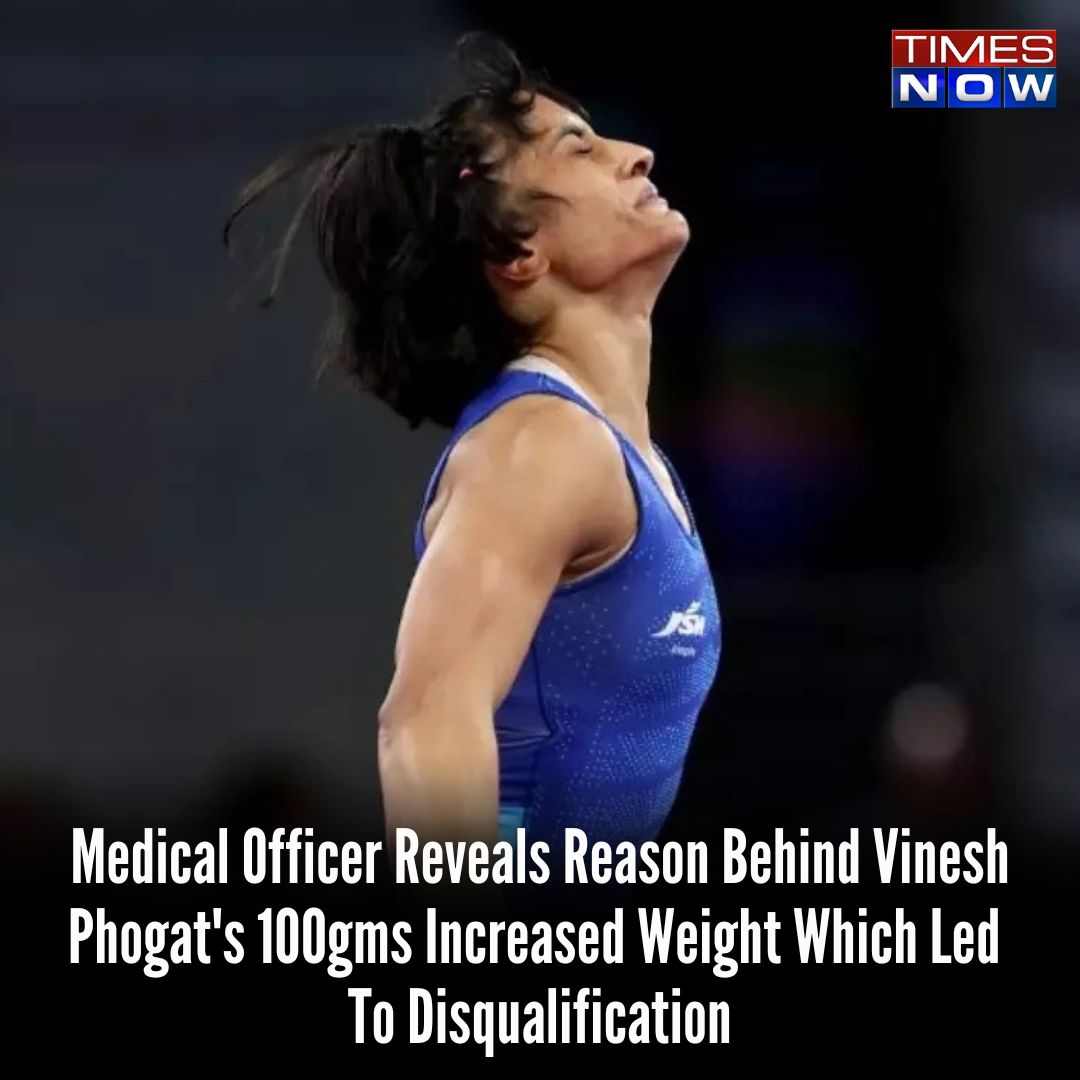 TIMES
NOW
JSW
Medical Officer Reveals Reason Behind Vinesh
Phogat's 100gms Increased Weight Which Led
To Disqualification